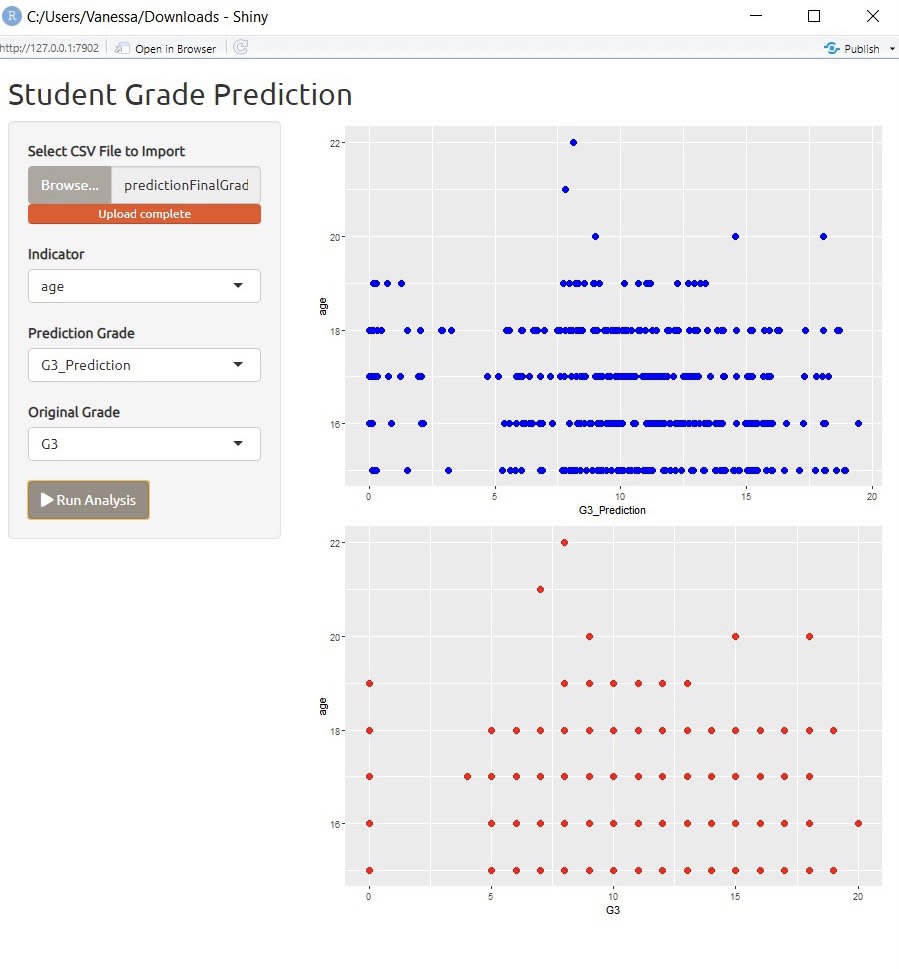 R C:/Users/Vanessa/Downloads - Shiny
http://127.0.0.1:7902 Open in Browser Publish
Student Grade Prediction
Select CSV File to Import
Browse... predictionFinalGrad
Upload complete
Indicator
age
Prediction Grade
G3_Prediction
Original Grade
G3
Run Analysis
22
20
18
16
age
0 5 10 15 20
G3_Prediction
22
20
18
16
age
0 5 10 15 20
G3